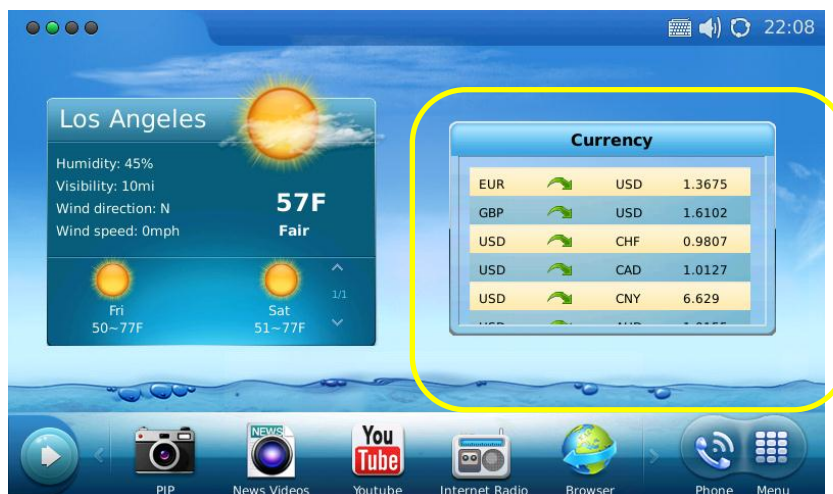 22:08
Los Angeles
Humidity: 45%
Visibility: 10mi
Wind direction: N
Wind speed: 0mph
57F
Fair
Fri
50~77F
Sat
51~77F
1/1
Currency
EUR USD 1.3675
GBP USD 1.6102
USD CHF 0.9807
USD CAD 1.0127
USD CNY 6.629
NEWS
You
Tube
PIP News Videos Youtube Internet Radio Browser Phone Menu